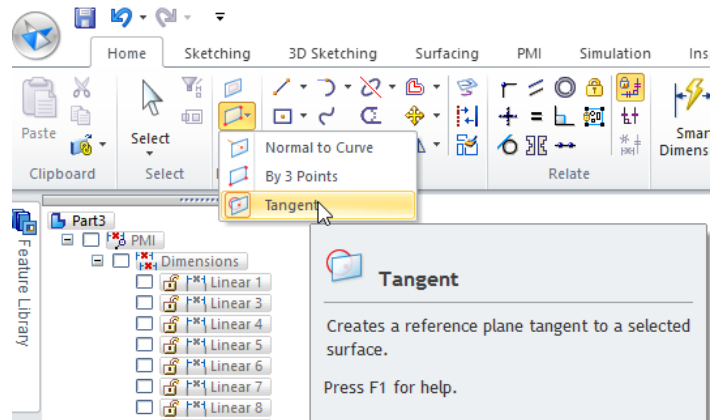 Home Sketching 3D Sketching Surfacing PMI Simulation Ins
Paste
Select
Smar
Dimens
Clipboard Select Relate
Normal to Curve
By 3 Points
Tangent
Part3
PMI
Dimensions
Linear 1
Linear 3
Linear 4
Linear 5
Linear 6
Linear 7
Linear 8
Feature Library
Tangent
Creates a reference plane tangent to a selected
surface.
Press F1 for help.